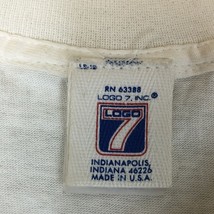 RN 63388
LOGO 7, INC.®
LOGO
7
INDIANAPOLIS,
INDIANA 46226
MADE IN U.S.A.